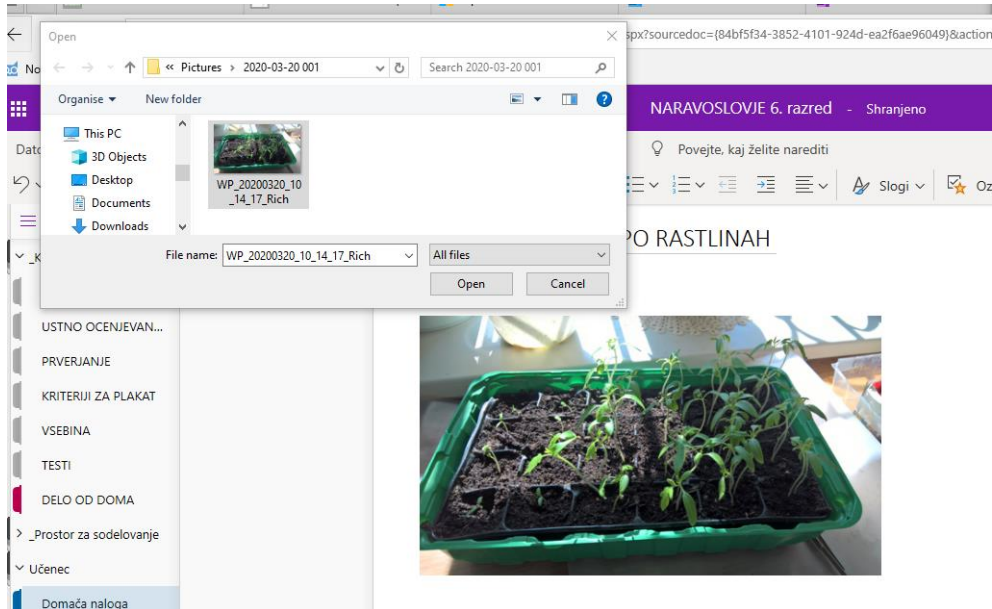 Open
spx?sourcedoc={84bf5f34-3852-4101-924d-ea2f6ae96049}&action
No
« Pictures › 2020-03-20 001
Search 2020-03-20 001
Organise
New folder
NARAVOSLOVJE 6. razred - Shranjeno
This PC
3D Objects
Desktop
Documents
Downloads
WP_20200320_10
_14_17_Rich
Povejte, kaj želite narediti
Slogi
File name: WP_20200320_10_14_17_Rich
All files
Open
Cancel
PO RASTLINAH
USTNO OCENJEVAN...
PRVERJANJE
KRITERIJI ZA PLAKAT
VSEBINA
TESTI
DELO OD DOMA
_Prostor za sodelovanje
Učenec
Domača naloga